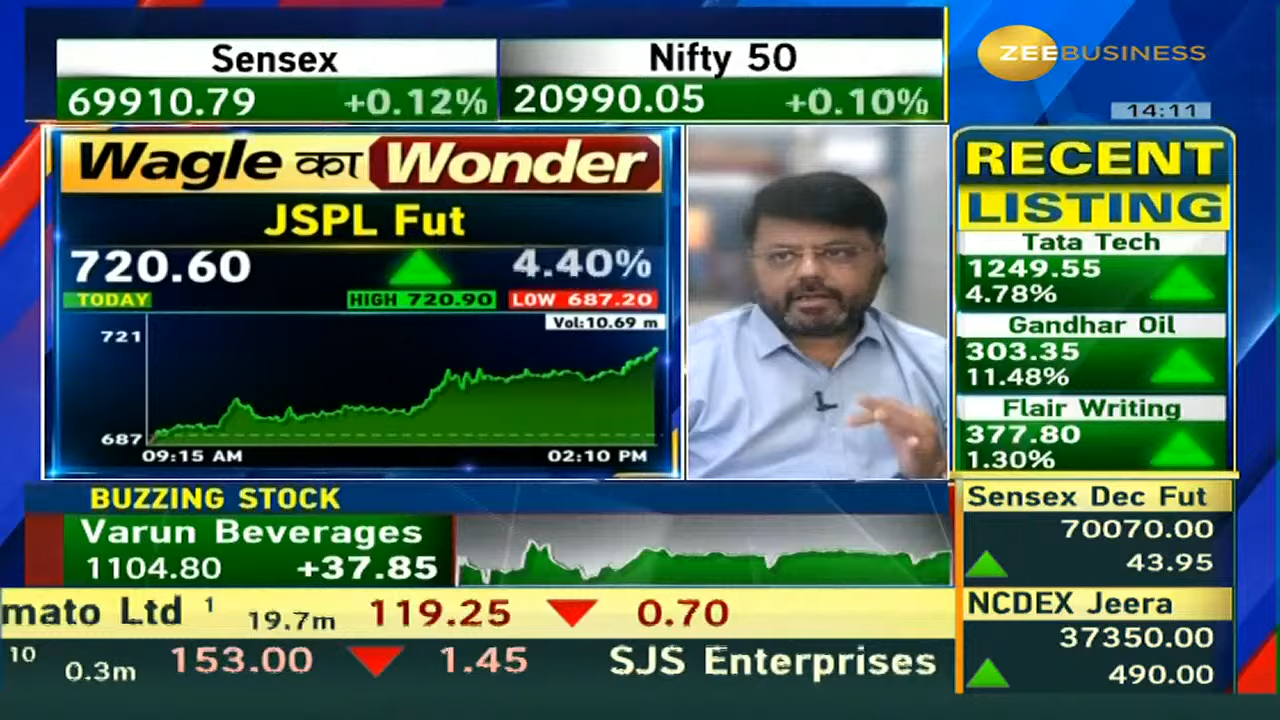 Sensex
69910.79 +0.12%
Nifty 50
20990.05 +0.10%
ZEEBUSINESS
14:11
Wagle का Wonder
JSPL Fut
720.60 4.40%
TODAY HIGH 720.90 LOW 687.20
Vol:10.69 m
721
687
09:15 AM 02:10 PM
RECENT
LISTING
Tata Tech
1249.55
4.78%
Gandhar Oil
303.35
11.48%
Flair Writing
377.80
1.30%
Sensex Dec Fut
70070.00
43.95
NCDEX Jeera
37350.00
490.00
BUZZING STOCK
Varun Beverages
1104.80 +37.85
mato Ltd 1 19.7m 119.25 0.70
10 0.3m 153.00 1.45 SJS Enterprises